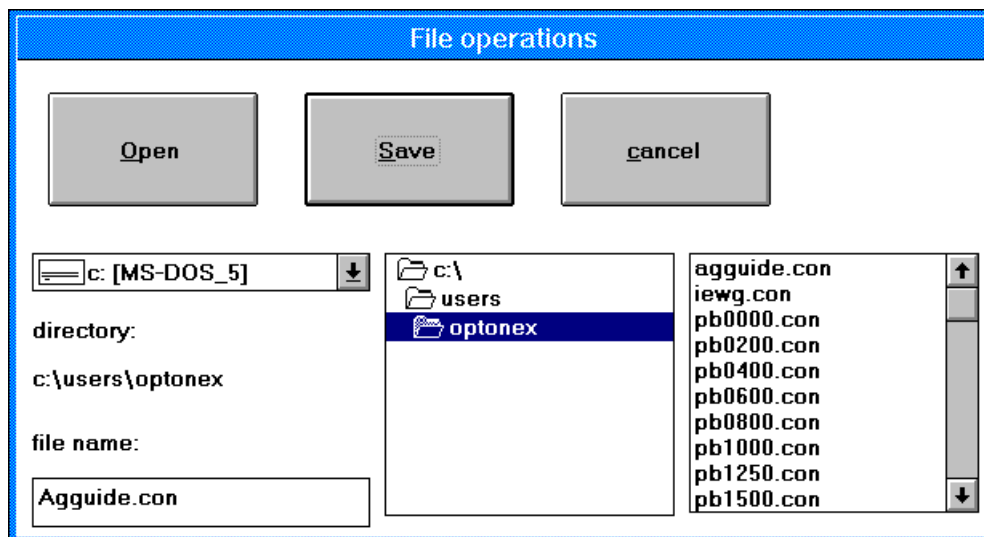 File operations
Open
Save
cancel
c: [MS-DOS_5]
directory:
c:\users\optonex
file name:
Agguide.con
c:\
users
optonex
agguide.con
iewg.con
pb0000.con
pb0200.con
pb0400.con
pb0600.con
pb0800.con
pb1000.con
pb1250.con
pb1500.con